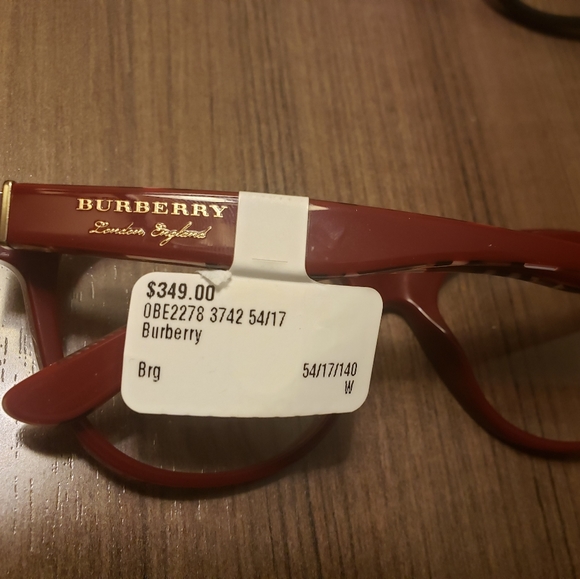 BURBERRY
London, England
$349.00
0BE2278 3742 54/17
Burberry
Brg 54/17/140
W